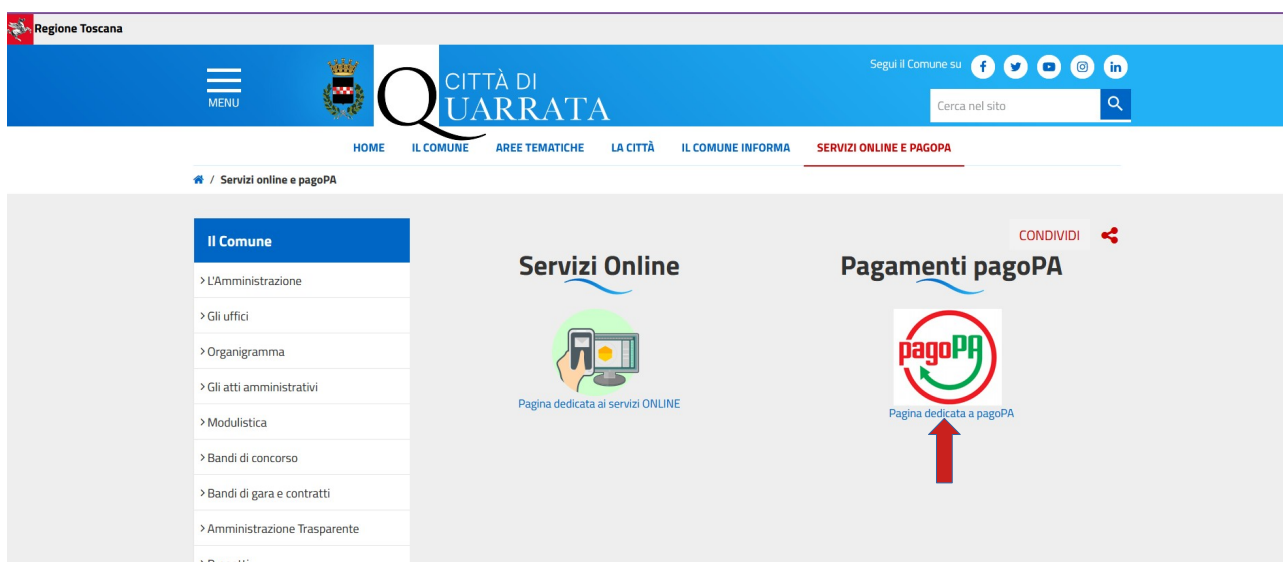 Regione Toscana
MENU
CITTÀ DI
QUARRATA
Segui il Comune su
Cerca nel sito
HOME IL COMUNE AREE TEMATICHE LA CITTÀ IL COMUNE INFORMA SERVIZI ONLINE E PAGOPA
/ Servizi online e pagoPA
Il Comune
> L'Amministrazione
> Gli uffici
> Organigramma
> Gli atti amministrativi
> Modulistica
> Bandi di concorso
> Bandi di gara e contratti
> Amministrazione Trasparente
CONDIVIDI
Servizi Online
Pagina dedicata ai servizi ONLINE
Pagamenti pagoPA
pagoPA
Pagina dedicata a pagoPA